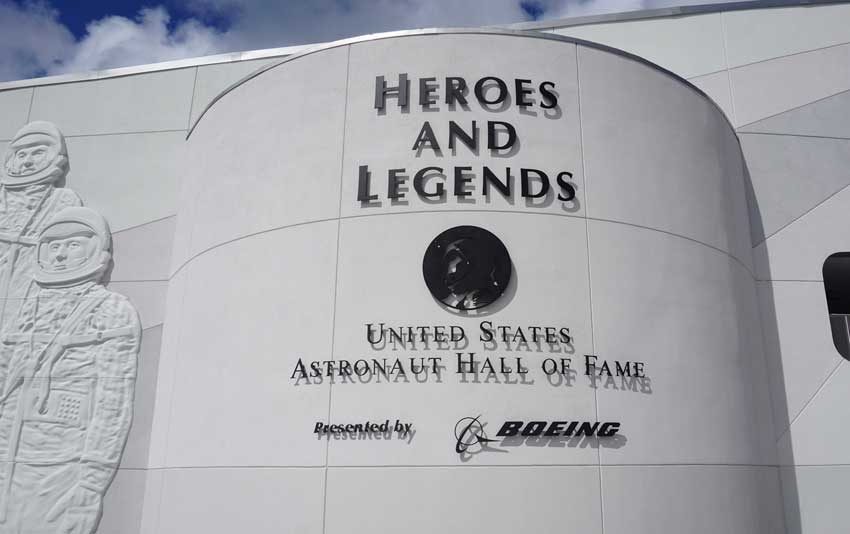 HEROES
AND
LEGENDS
UNITED STATES
ASTRONAUT HALL OF FAME
Presented by BOEING